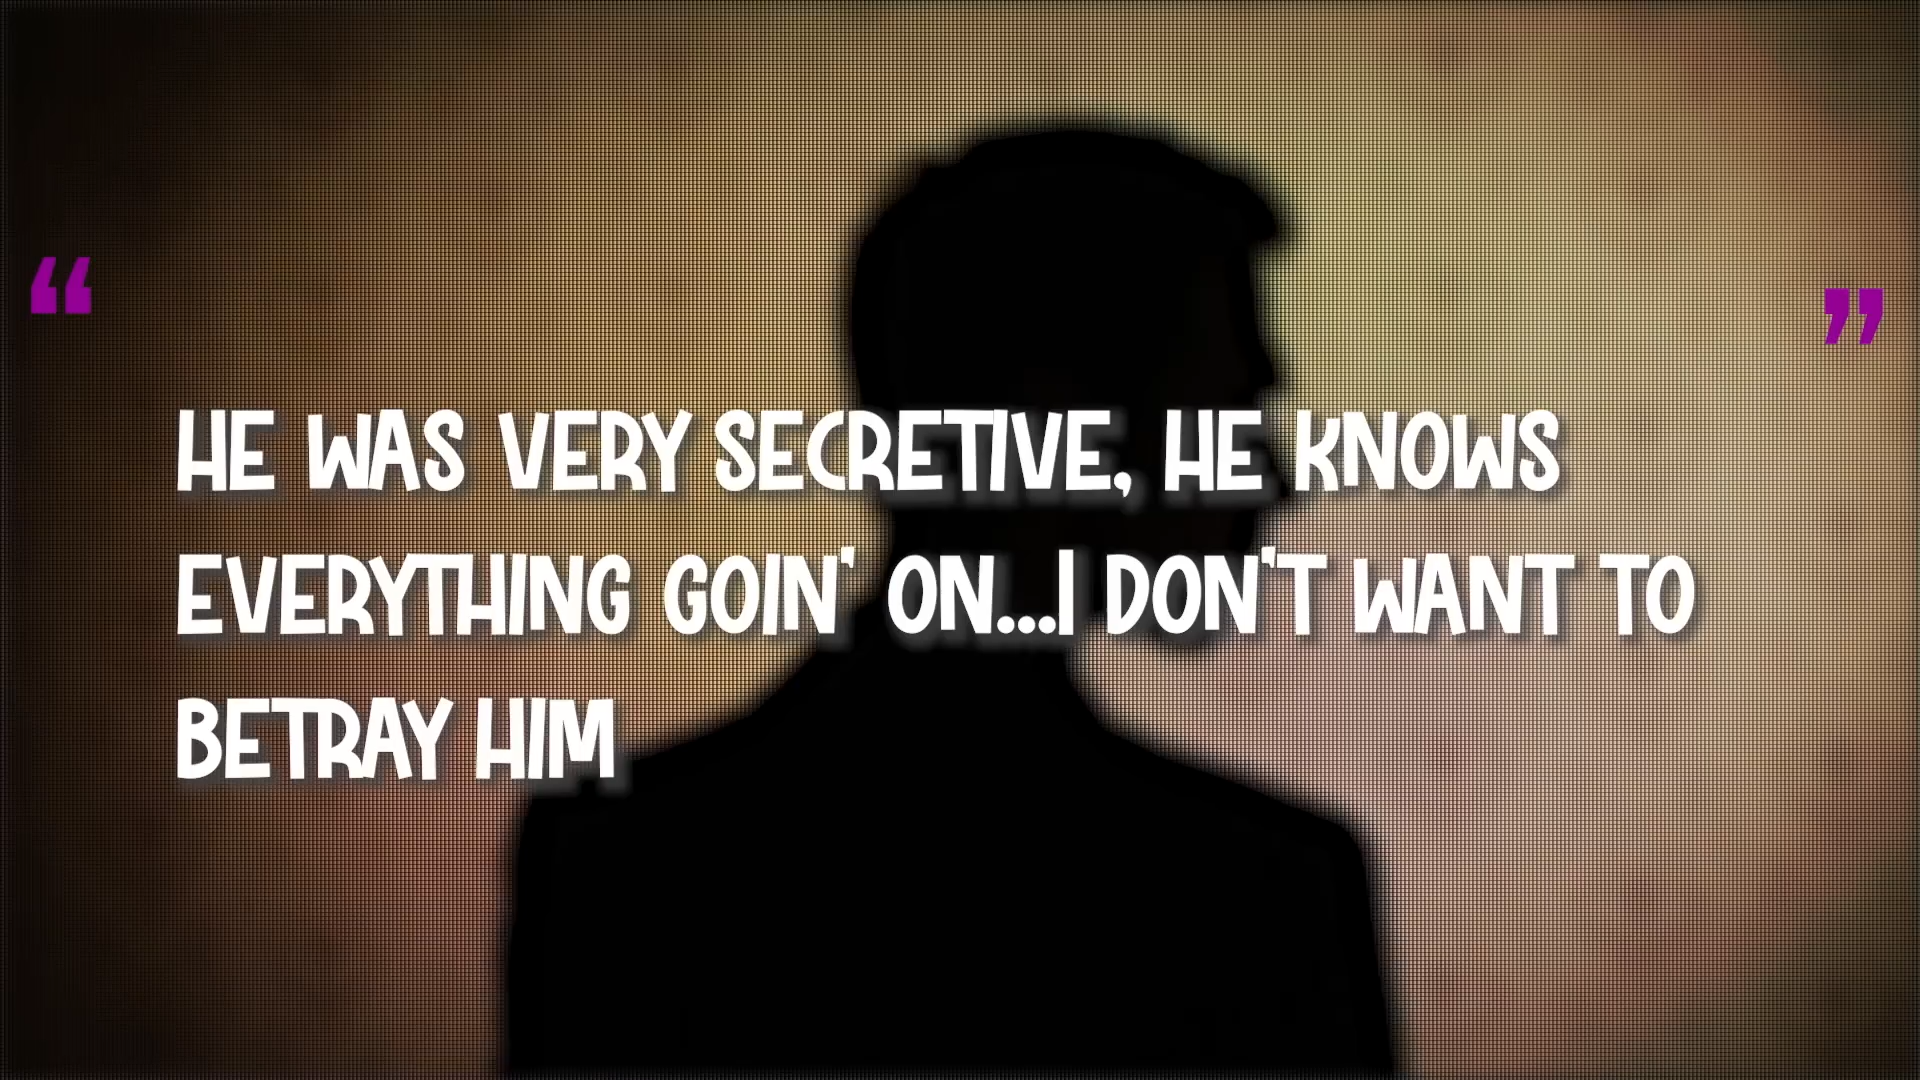 “
HE WAS VERY SECRETIVE, HE KNOWS
EVERYTHING GOIN' ON...I DON'T WANT TO
BETRAY HIM
”